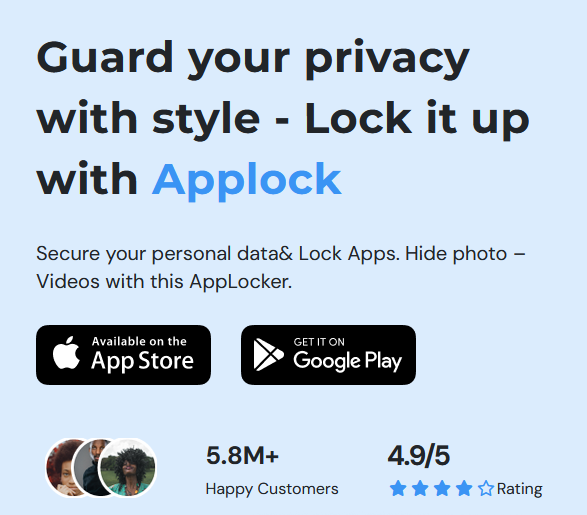 Guard your privacy
with style - Lock it up
with Applock
Secure your personal data& Lock Apps. Hide photo –
Videos with this AppLocker.
Available on the
App Store
GET IT ON
Google Play
5.8M+
Happy Customers
4.9/5
Rating